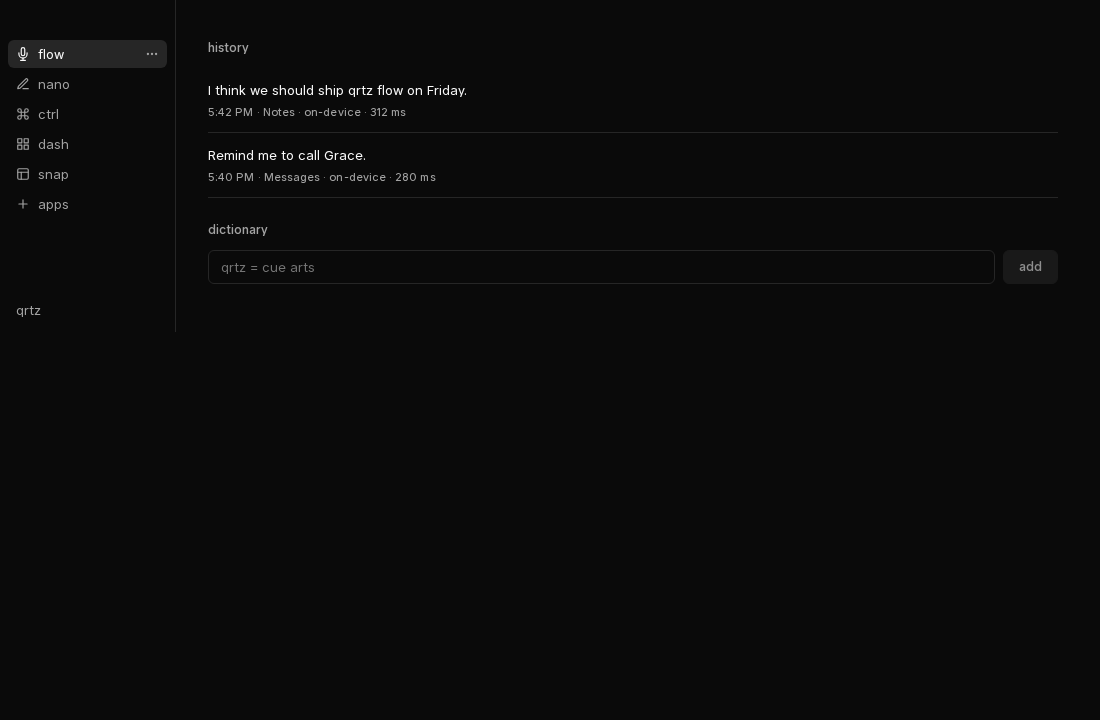 flow
nano
ctrl
dash
snap
apps
qrtz
history
I think we should ship qrtz flow on Friday.
5:42 PM · Notes · on-device · 312 ms
Remind me to call Grace.
5:40 PM · Messages · on-device · 280 ms
dictionary
qrtz = cue arts
add